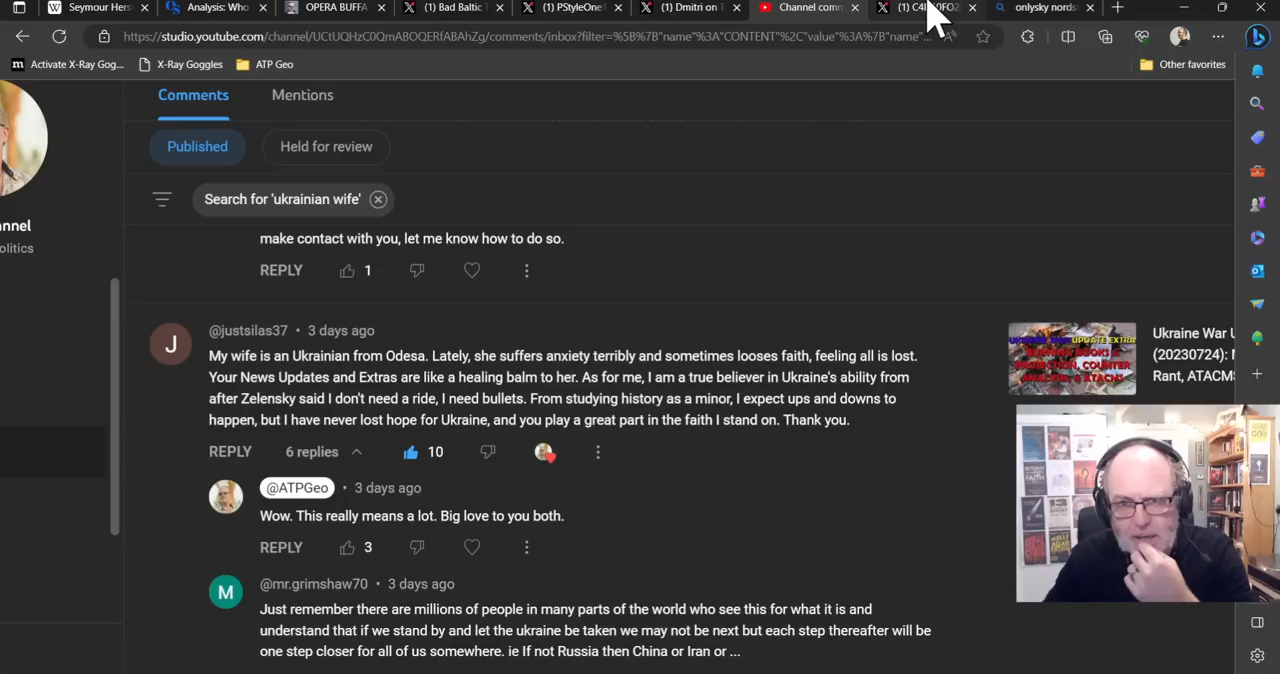 Seymour Hers
Analysis: Who
OPERA BUFFA
(1) Bad Baltic
(1) PStyleOne1
(1) Dmitri on T
Channel comm
onlysky nords
https://studio.youtube.com/channel/UCtUQHzC0QmABOQERfABAhZg/comments/inbox?filter=%5B%7B"name"%3A"CONTENT"%2C"value"%3A%7B"name"...
Activate X-Ray Gog...
X-Ray Goggles
ATP Geo
Other favorites
Comments
Mentions
Published
Held for review
Search for 'ukrainian wife'
annel
olitics
make contact with you, let me know how to do so.
REPLY
1
@justsilas37 • 3 days ago
My wife is an Ukrainian from Odesa. Lately, she suffers anxiety terribly and sometimes looses faith, feeling all is lost.
Your News Updates and Extras are like a healing balm to her. As for me, I am a true believer in Ukraine's ability from
after Zelensky said I don't need a ride, I need bullets. From studying history as a minor, I expect ups and downs to
happen, but I have never lost hope for Ukraine, and you play a great part in the faith I stand on. Thank you.
Ukraine War U
(20230724):
Rant, ATACM
REPLY
6 replies
10
@ATPGeo • 3 days ago
Wow. This really means a lot. Big love to you both.
REPLY
3
@mr.grimshaw70 • 3 days ago
Just remember there are millions of people in many parts of the world who see this for what it is and
understand that if we stand by and let the ukraine be taken we may not be next but each step thereafter will be
one step closer for all of us somewhere. ie If not Russia then China or Iran or ...
J
M